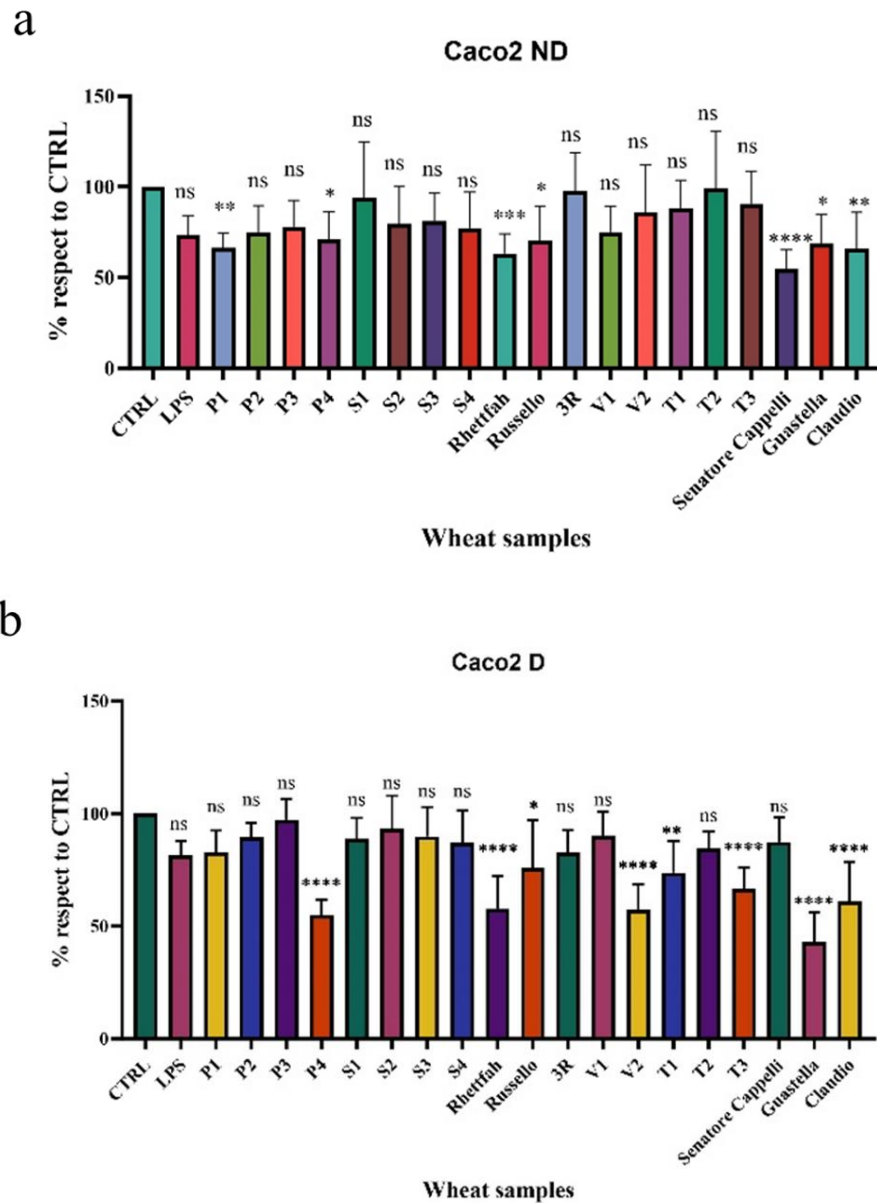 a
Caco2 ND
% respect to CTRL
150
100
50
0
ns
**
ns
ns
*
ns
ns
ns
ns
***
*
ns
ns
ns
ns
ns
ns
****
*
**
CTRL
LPS
P1
P2
P3
P4
S1
S2
S3
S4
Rhettfah
Russello
3R
V1
V2
T1
T2
T3
Senatore Cappelli
Guastella
Claudio
Wheat samples
b
Caco2 D
% respect to CTRL
150
100
50
0
ns
ns
ns
ns
****
ns
ns
ns
ns
****
*
ns
ns
****
**
ns
****
ns
****
****
CTRL
LPS
P1
P2
P3
P4
S1
S2
S3
S4
Rhettfah
Russello
3R
V1
V2
T1
T2
T3
Senatore Cappelli
Guastella
Claudio
Wheat samples